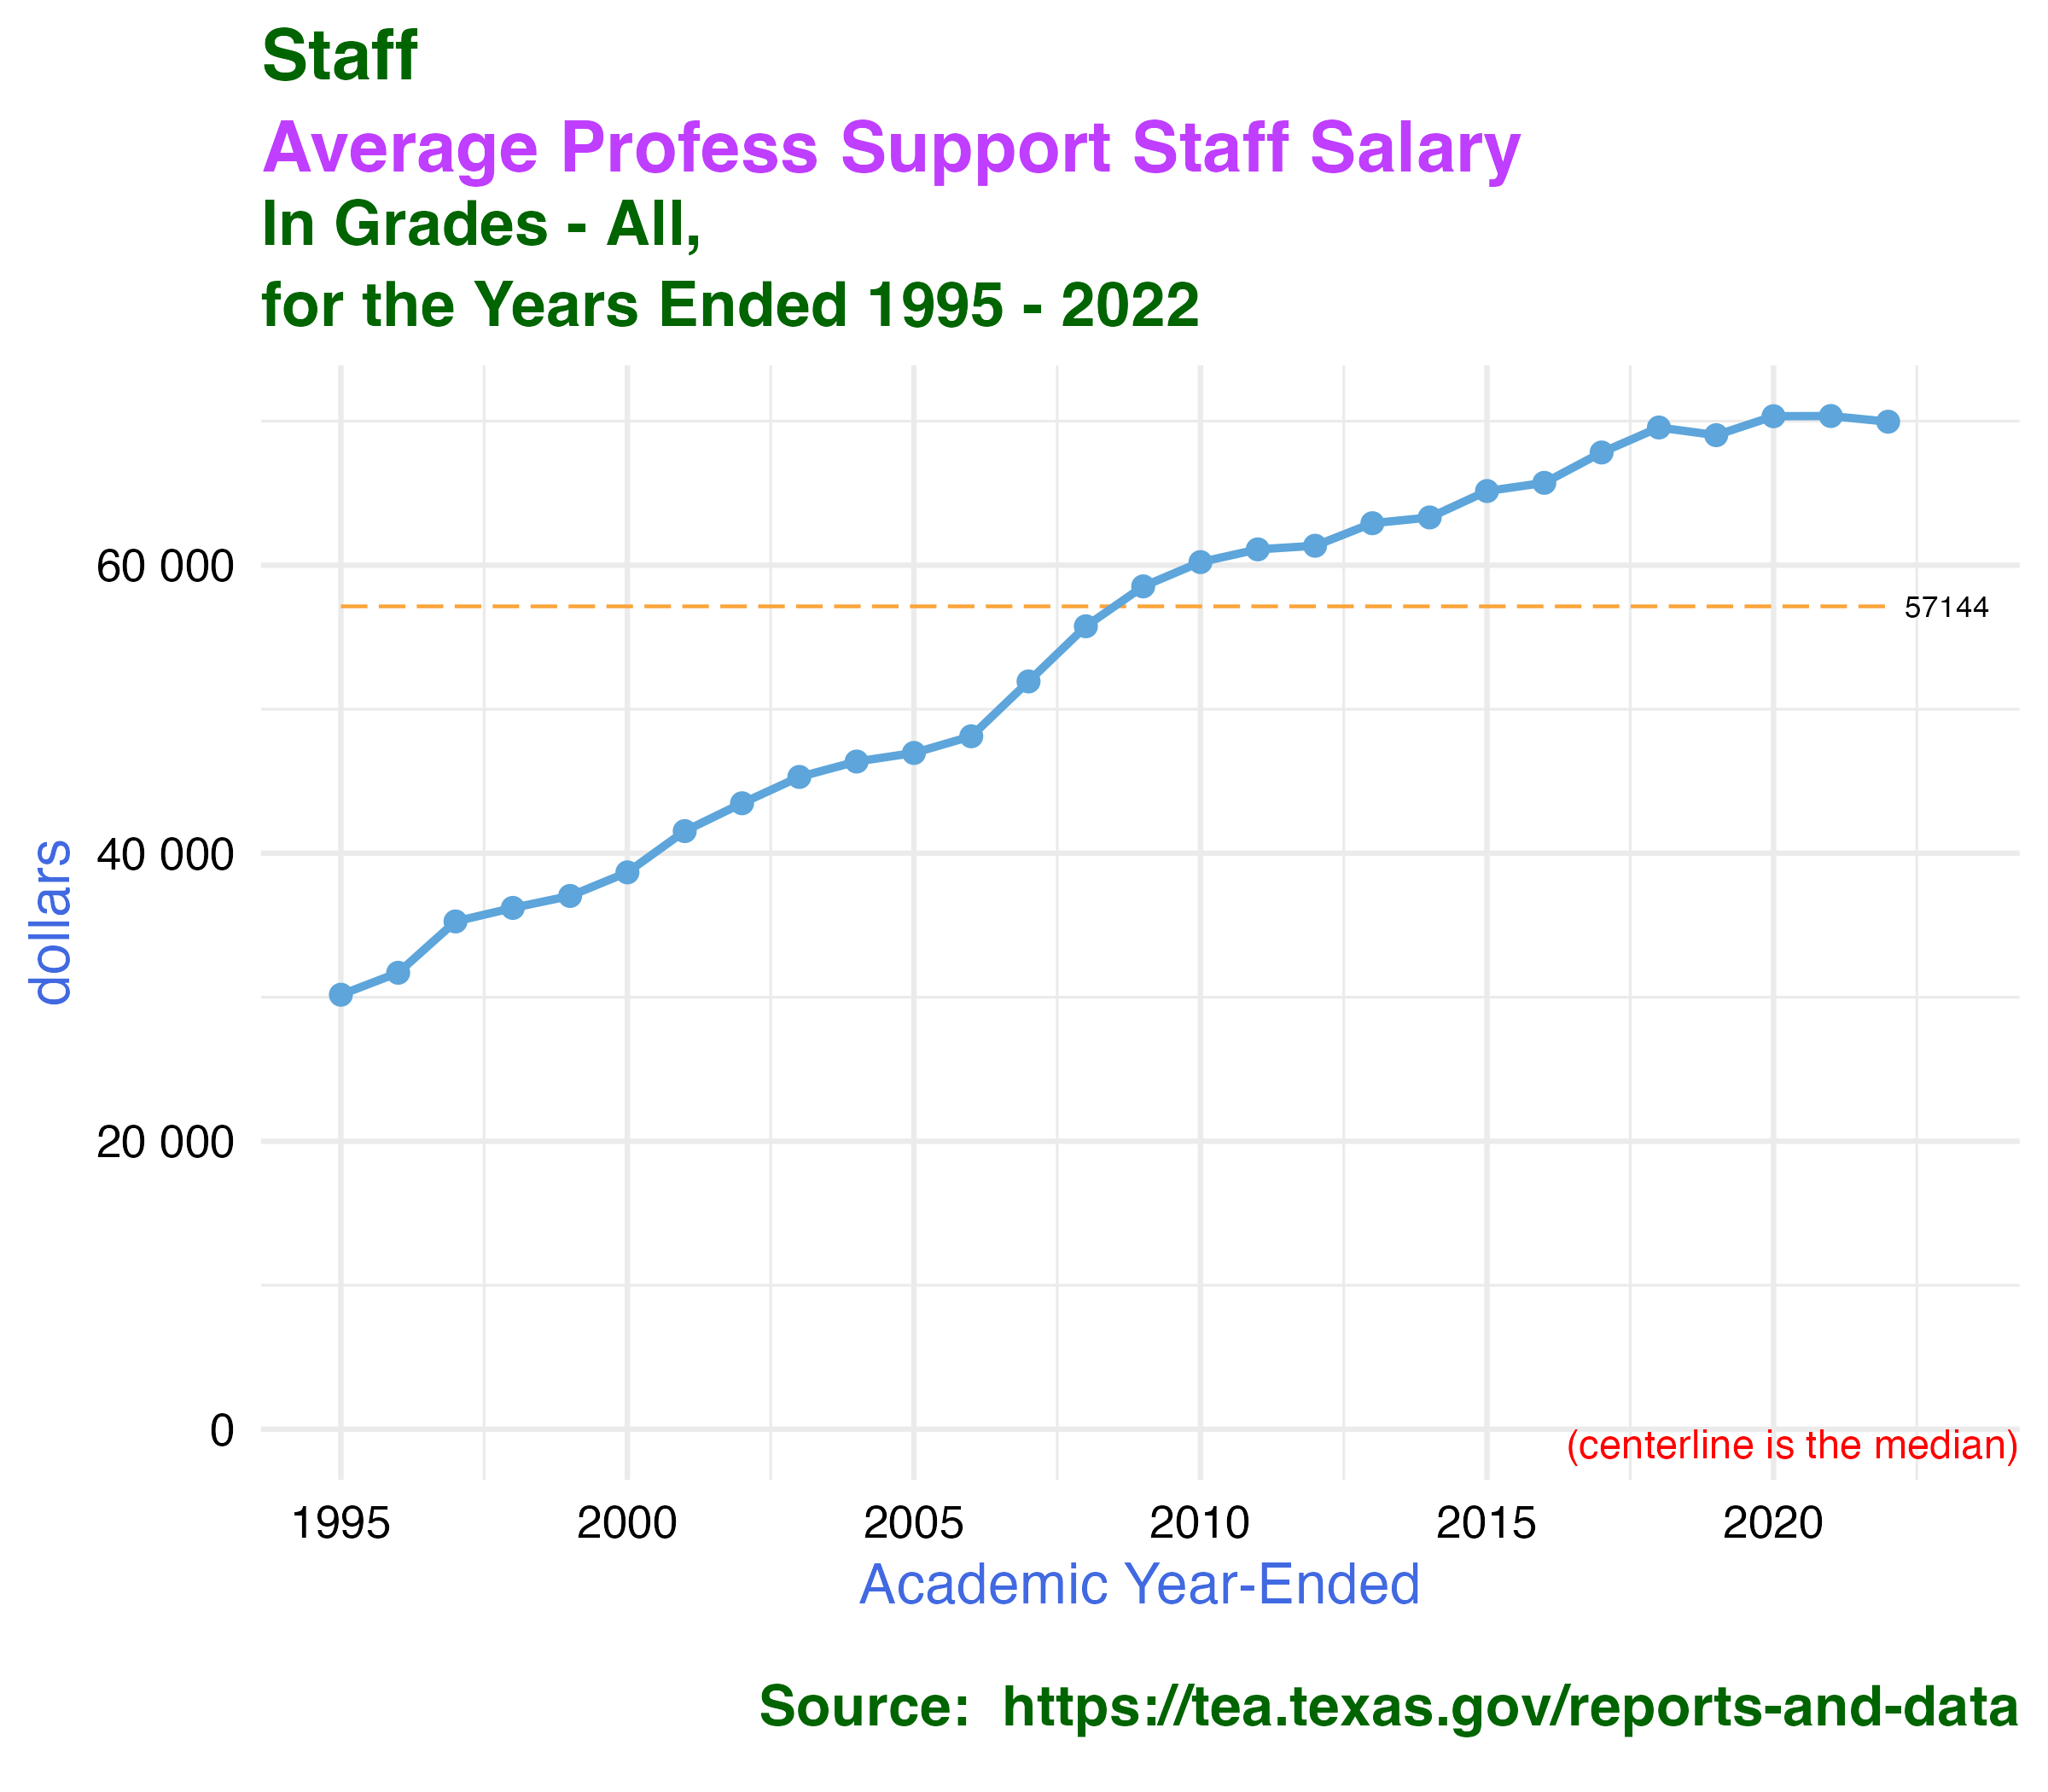 Staff
Average Profess Support Staff Salary
In Grades - All,
for the Years Ended 1995 - 2022
60 000
57144
40 000
dollars
20 000
0
(centerline is the median)
1995 2000 2005 2010 2015 2020
Academic Year-Ended
Source:  https://tea.texas.gov/reports-and-data